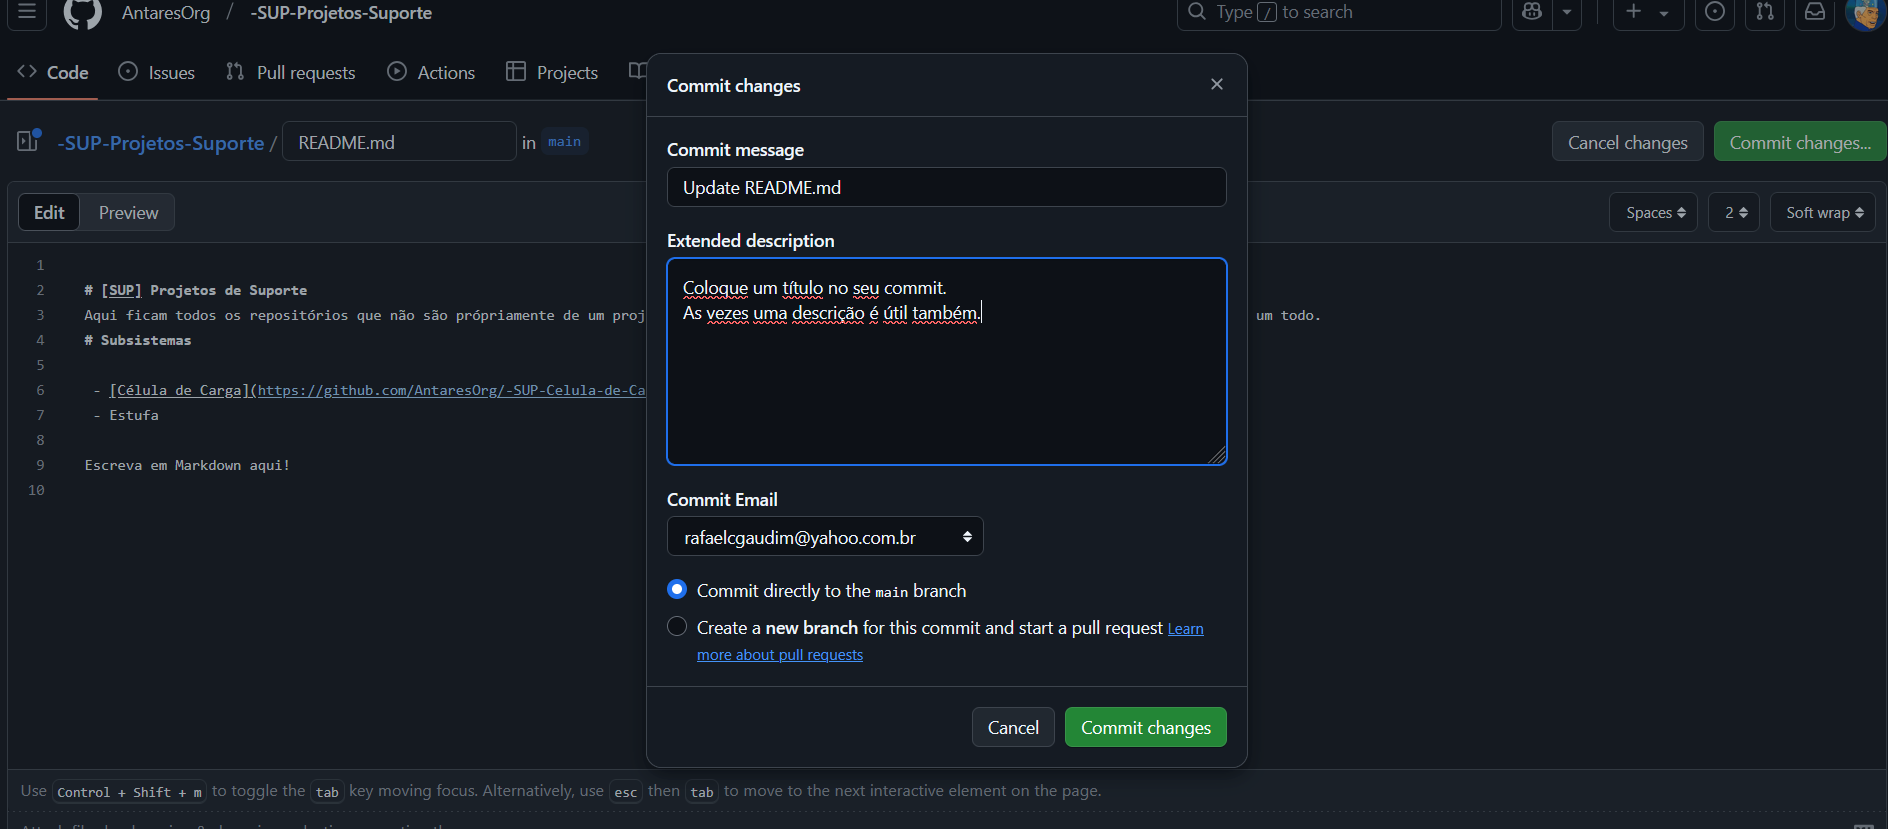 AntaresOrg / -SUP-Projetos-Suporte
Type / to search
Code Issues Pull requests Actions Projects
-SUP-Projetos-Suporte / README.md in main
Cancel changes Commit changes...
Edit Preview
Spaces 2 Soft wrap
1
2 # [SUP] Projetos de Suporte
3 Aqui ficam todos os repositórios que não são própriamente de um proj um todo.
4 # Subsistemas
5
6 - [Célula de Carga](https://github.com/AntaresOrg/-SUP-Celula-de-Ca
7 - Estufa
8
9 Escreva em Markdown aqui!
10
Commit changes
Commit message
Update README.md
Extended description
Coloque um título no seu commit.
As vezes uma descrição é útil também.
Commit Email
rafaelcgaudim@yahoo.com.br
Commit directly to the main branch
Create a new branch for this commit and start a pull request Learn
more about pull requests
Cancel Commit changes
Use Control + Shift + m to toggle the tab key moving focus. Alternatively, use esc then tab to move to the next interactive element on the page.